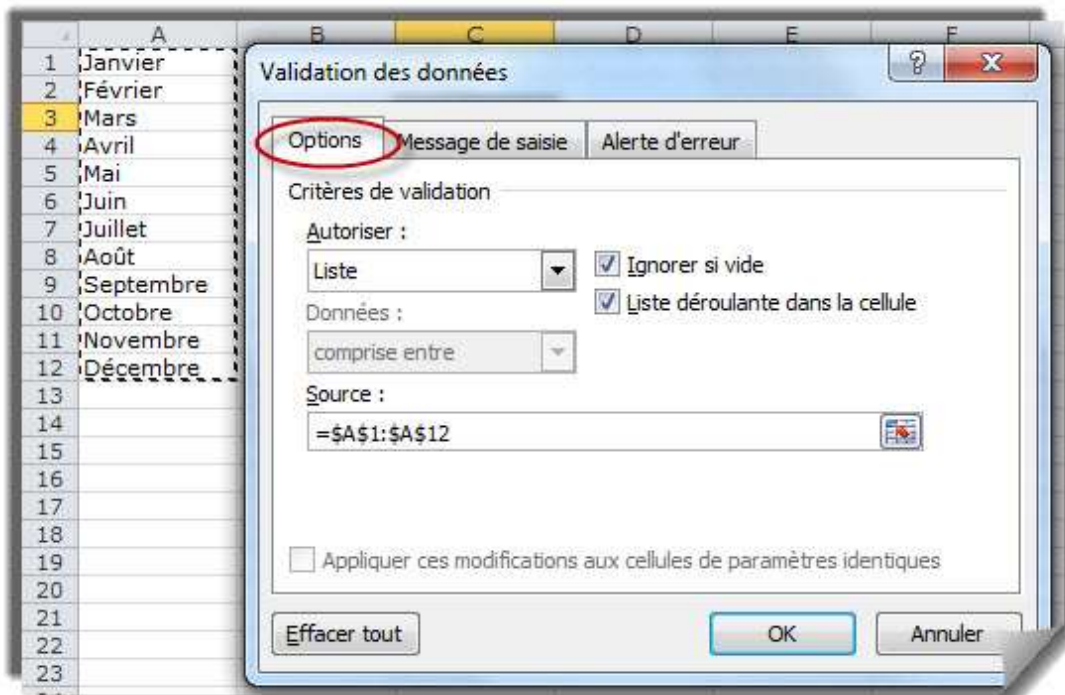 A B C D E F
1 Janvier
2 Février
3 Mars
4 Avril
5 Mai
6 Juin
7 Juillet
8 Août
9 Septembre
10 Octobre
11 Novembre
12 Décembre
13
14
15
16
17
18
19
20
21
22
23
Validation des données
Options Message de saisie Alerte d'erreur
Critères de validation
Autoriser :
Liste
Ignorer si vide
Données :
Liste déroulante dans la cellule
comprise entre
Source :
=$A$1:$A$12
Appliquer ces modifications aux cellules de paramètres identiques
Effacer tout OK Annuler